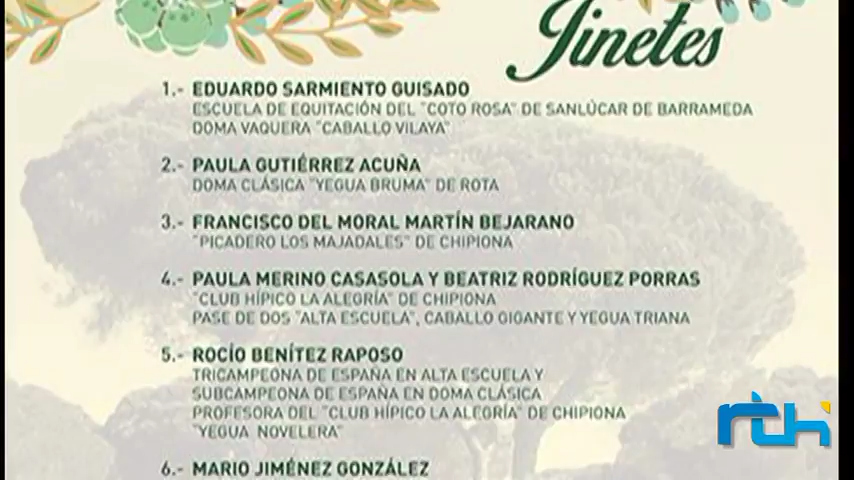 Jinetes
1.- EDUARDO SARMIENTO GUISADO
ESCUELA DE EQUITACIÓN DEL "COTO ROSA" DE SANLÚCAR DE BARRAMEDA
DOMA VAQUERA "CABALLO VILAYA"
2.- PAULA GUTIÉRREZ ACUÑA
DOMA CLÁSICA "YEGUA BRUMA" DE ROTA
3.- FRANCISCO DEL MORAL MARTÍN BEJARANO
"PICADERO LOS MAJADALES" DE CHIPIONA
4.- PAULA MERINO CASASOLA Y BEATRIZ RODRÍGUEZ PORRAS
"CLUB HÍPICO LA ALEGRÍA" DE CHIPIONA
PASE DE DOS "ALTA ESCUELA", CABALLO GIGANTE Y YEGUA TRIANA
5.- ROCÍO BENÍTEZ RAPOSO
TRICAMPEONA DE ESPAÑA EN ALTA ESCUELA Y
SUBCAMPEONA DE ESPAÑA EN DOMA CLÁSICA
PROFESORA DEL "CLUB HÍPICO LA ALEGRÍA" DE CHIPIONA
"YEGUA NOVELERA"
6.- MARIO JIMÉNEZ GONZÁLEZ
rtch